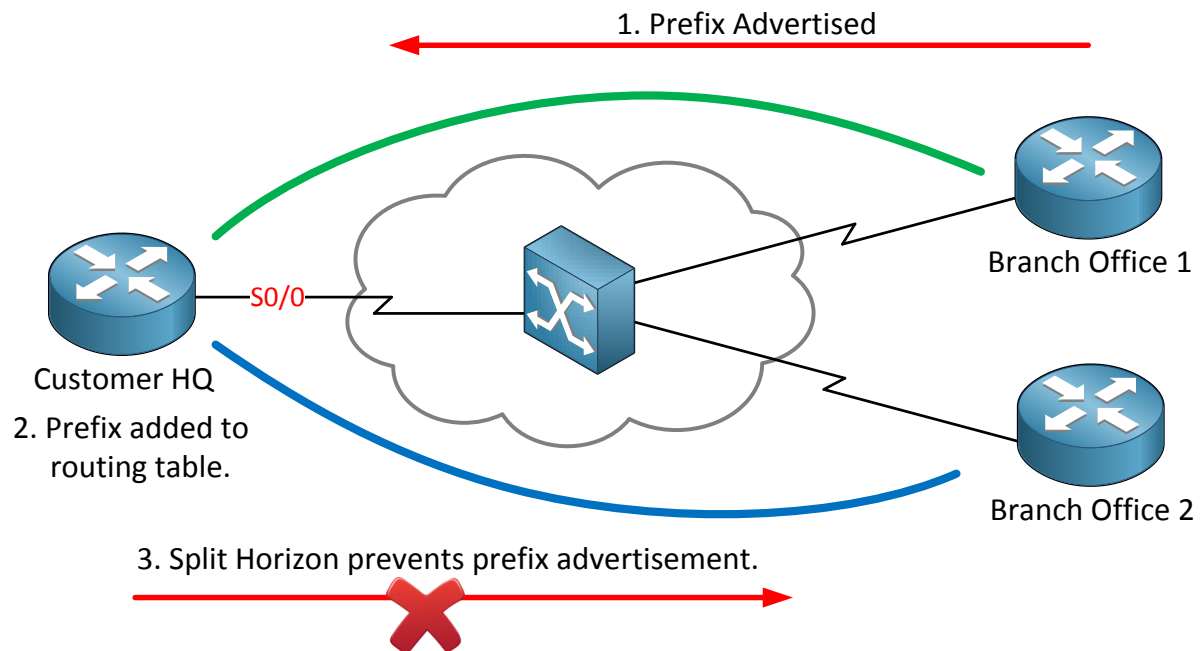 1. Prefix Advertised
Branch Office 1
S0/0
Customer HQ
2. Prefix added to
routing table.
Branch Office 2
3. Split Horizon prevents prefix advertisement.